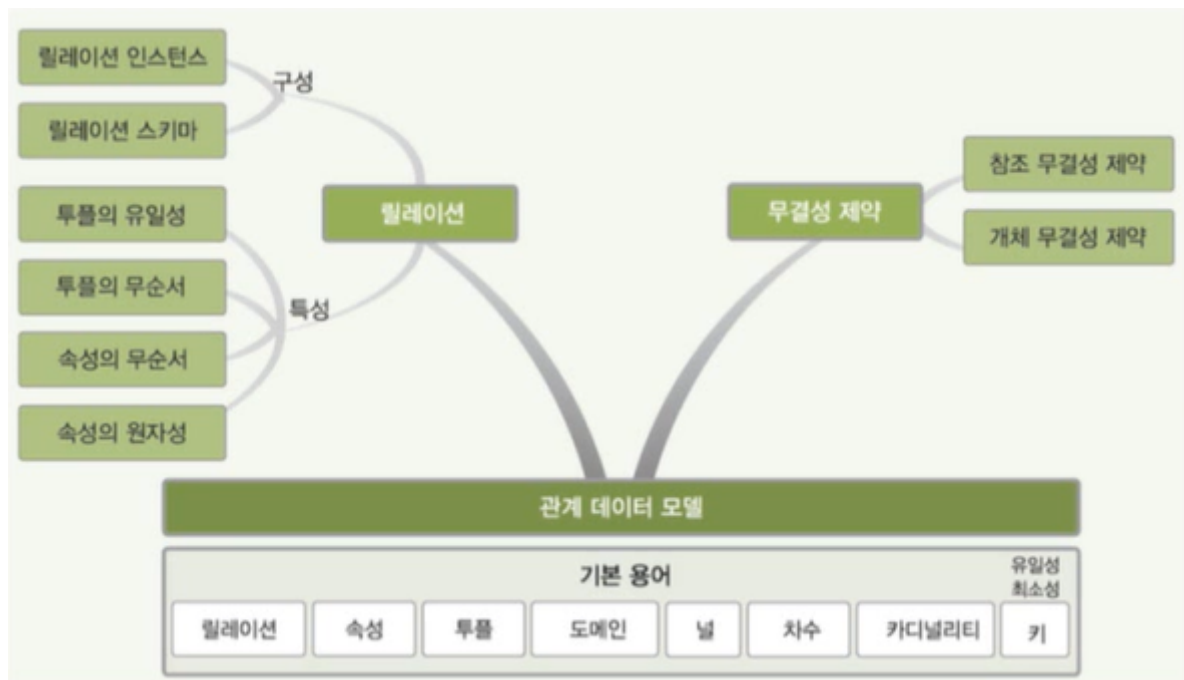 릴레이션 인스턴스
구성
릴레이션 스키마
참조 무결성 제약
투플의 유일성
릴레이션
무결성 제약
개체 무결성 제약
투플의 무순서
특성
속성의 무순서
속성의 원자성
관계 데이터 모델
기본 용어
유일성
최소성
릴레이션 속성 투플 도메인 널 차수 카디널리티 키